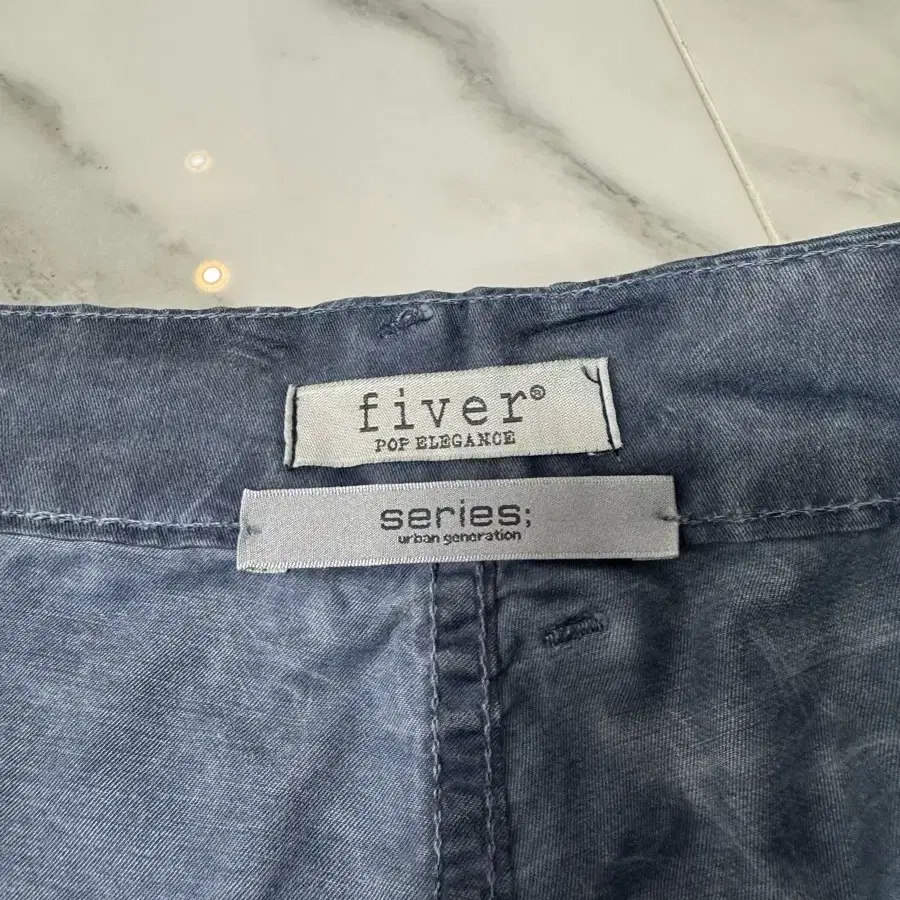 fiver®
POP ELEGANCE
series;
urban generation